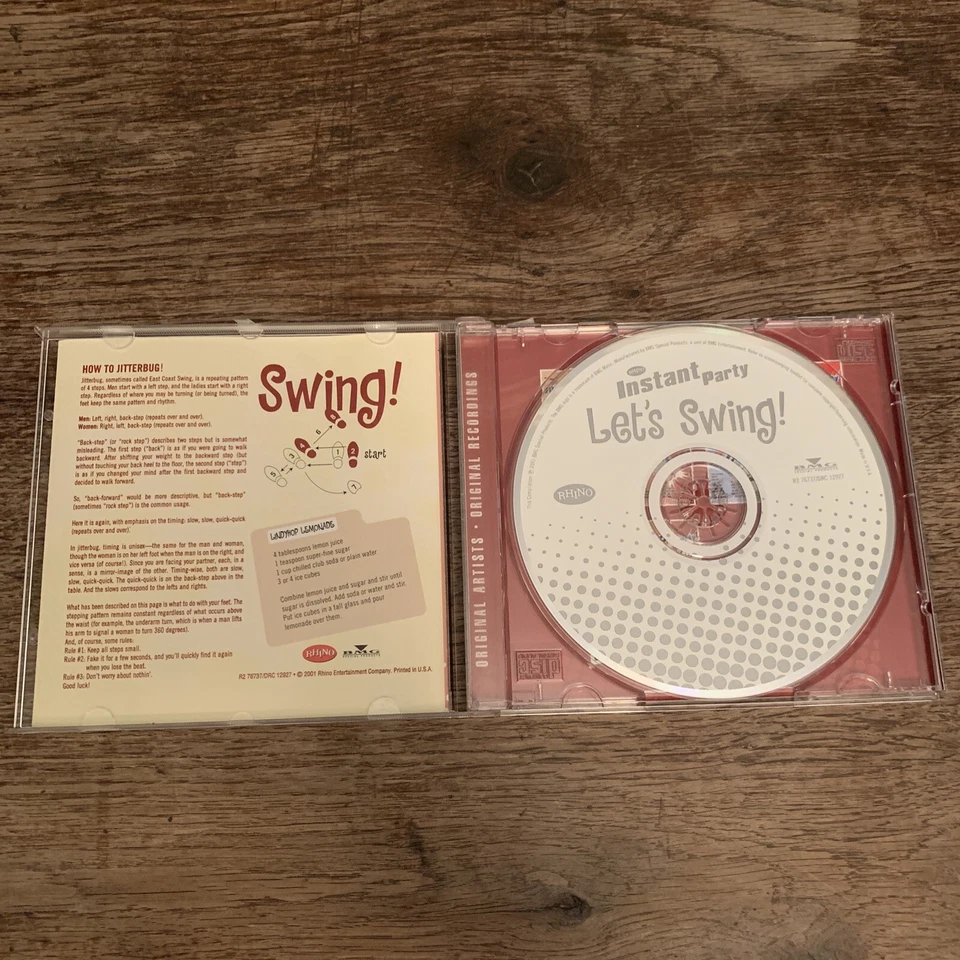 HOW TO JITTERBUG!
Jitterbug, sometimes called East Coast Swing, is a repeating pattern
of 4 steps. Men start with a left step, and the ladies start with a right
step. Regardless of where you may be turning (or being turned), the
feet keep the same pattern and rhythm.
Men: Left, right, back-step (repeats over and over).
Women: Right, left, back-step (repeats over and over).
"Back-step" (or "rock step") describes two steps but is somewhat
misleading. The first step ("back") is as if you were going to walk
backward. After shifting your weight to the backward step (but
without touching your back heel to the floor, the second step ("step")
is as if you changed your mind after the first backward step and
decided to walk forward.
So, "back-forward" would be more descriptive, but "back-step"
(sometimes "rock step") is the common usage.
Here it is again, with emphasis on the timing: slow, slow, quick-quick
(repeats over and over).
In jitterbug, timing is unisex—the same for the man and woman,
though the woman is on her left foot when the man is on the right, and
vice versa (of course!). Since you are facing your partner, each, in a
sense, is a mirror-image of the other. Timing-wise, both are slow,
slow, quick-quick. The quick-quick is on the back-step above in the
table. And the slows correspond to the lefts and rights.
What has been described on this page is what to do with your feet. The
stepping pattern remains constant regardless of what occurs above
the waist (for example, the underarm turn, which is when a man lifts
his arm to signal a woman to turn 360 degrees).
And, of course, some rules.
Rule #1: Keep all steps small.
Rule #2: Fake it for a few seconds, and you'll quickly find it again
when you lose the beat.
Rule #3: Don't worry about nothin'.
Good luck!
Swing!
8
6
3
1
2
start
5
7
LINDYHOP LEMONADE
4 tablespoons lemon juice
1 teaspoon super-fine sugar
1 cup chilled club soda or plain water
3 or 4 ice cubes
Combine lemon juice and sugar and stir until
sugar is dissolved. Add soda or water and stir.
Put ice cubes in a tall glass and pour
lemonade over them.
RHINO
BMG
R2 76737/DRC 12927 • © 2001 Rhino Entertainment Company. Printed in U.S.A.
ORIGINAL ARTISTS • ORIGINAL RECORDINGS
Instant Party
Let's Swing!
RHINO
BMG
R2 76737/DRC 12927